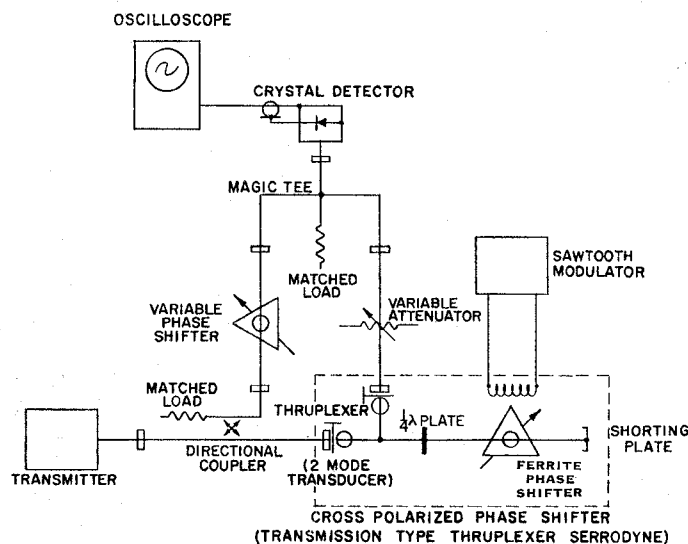 OSCILLOSCOPE
CRYSTAL DETECTOR
MAGIC TEE
MATCHED
LOAD
SAWTOOTH
MODULATOR
VARIABLE
PHASE
SHIFTER
VARIABLE
ATTENUATOR
MATCHED
LOAD
THRUPLEXER
¼λ PLATE
SHORTING
PLATE
TRANSMITTER
DIRECTIONAL
COUPLER
(2 MODE
TRANSDUCER)
FERRITE
PHASE
SHIFTER
CROSS POLARIZED PHASE SHIFTER
(TRANSMISSION TYPE THRUPLEXER SERRODYNE)